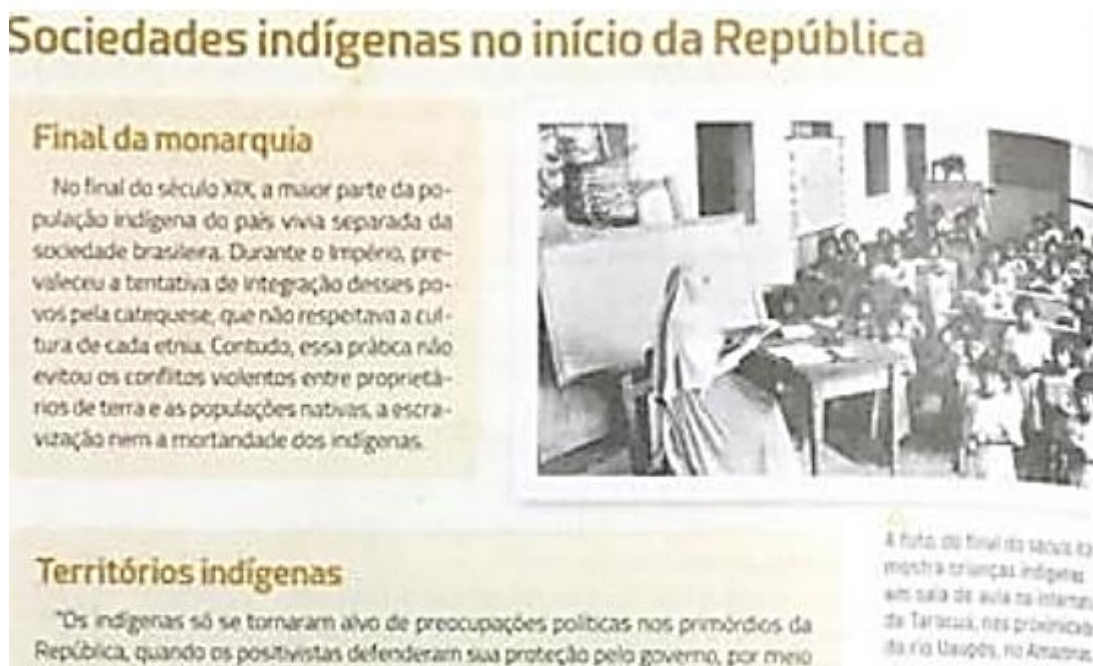 Sociedades indígenas no início da República
Final da monarquia
No final do século XIX, a maior parte da po-
pulação indígena do país vivia separada da
sociedade brasileira. Durante o Império, pre-
valeceu a tentativa de integração desses po-
vos pela catequese, que não respeitava a cul-
tura de cada etnia. Contudo, essa prática não
evitou os conflitos violentos entre proprietá-
rios de terra e as populações nativas, a escra-
vização nem a mortandade dos indígenas.
A foto, do final do século
mostra crianças indígenas
em sala de aula no
de Taracuá, nas
do rio Uaupés, no Amazonas.
Territórios indígenas
"Os indígenas só se tornaram alvo de preocupações políticas nos primórdios da
República, quando os positivistas defenderam sua proteção pelo governo, por meio